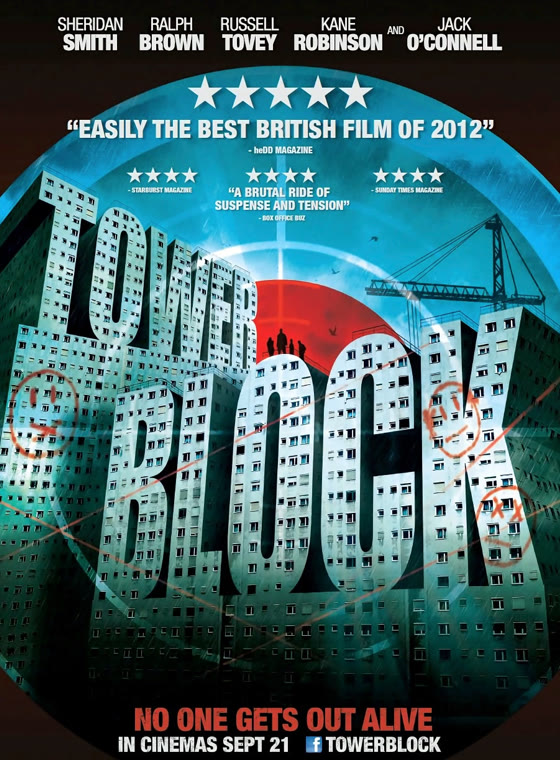 SHERIDAN SMITH
RALPH BROWN
RUSSELL TOVEY
KANE ROBINSON
AND
JACK O'CONNELL
“EASILY THE BEST BRITISH FILM OF 2012”
- heDD MAGAZINE
- STARBURST MAGAZINE
“A BRUTAL RIDE OF
SUSPENSE AND TENSION”
- BOX OFFICE BUZ
- SUNDAY TIMES MAGAZINE
TOWER
BLOCK
NO ONE GETS OUT ALIVE
IN CINEMAS SEPT 21 f TOWERBLOCK